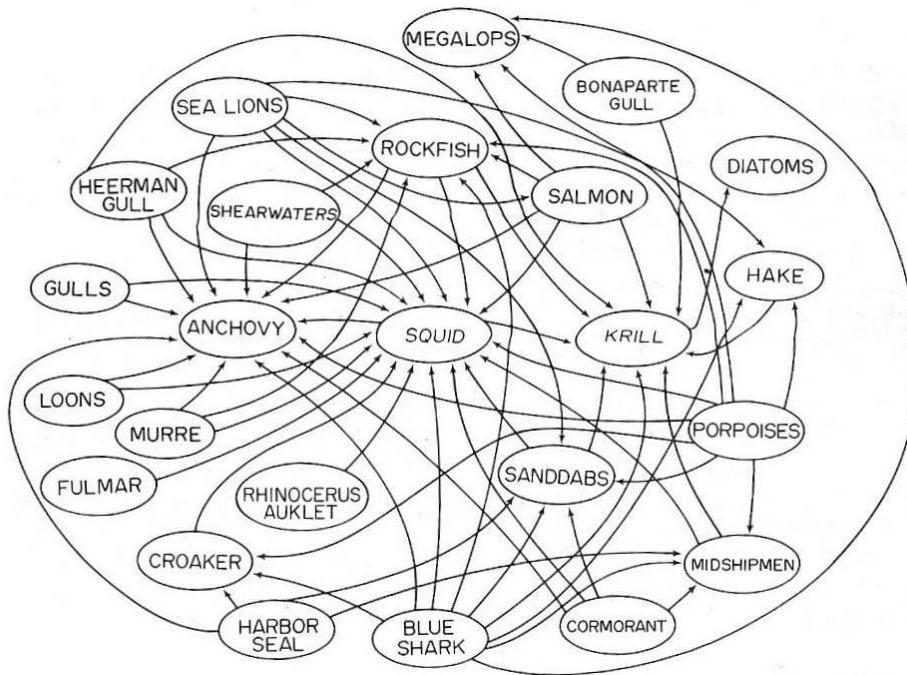 MEGALOPS
BONAPARTE
GULL
SEA LIONS
ROCKFISH
DIATOMS
HEERMAN
GULL
SHEARWATERS
SALMON
HAKE
GULLS
ANCHOVY
SQUID
KRILL
LOONS
MURRE
PORPOISES
FULMAR
RHINOCERUS
AUKLET
SANDDABS
CROAKER
MIDSHIPMEN
HARBOR
SEAL
BLUE
SHARK
CORMORANT